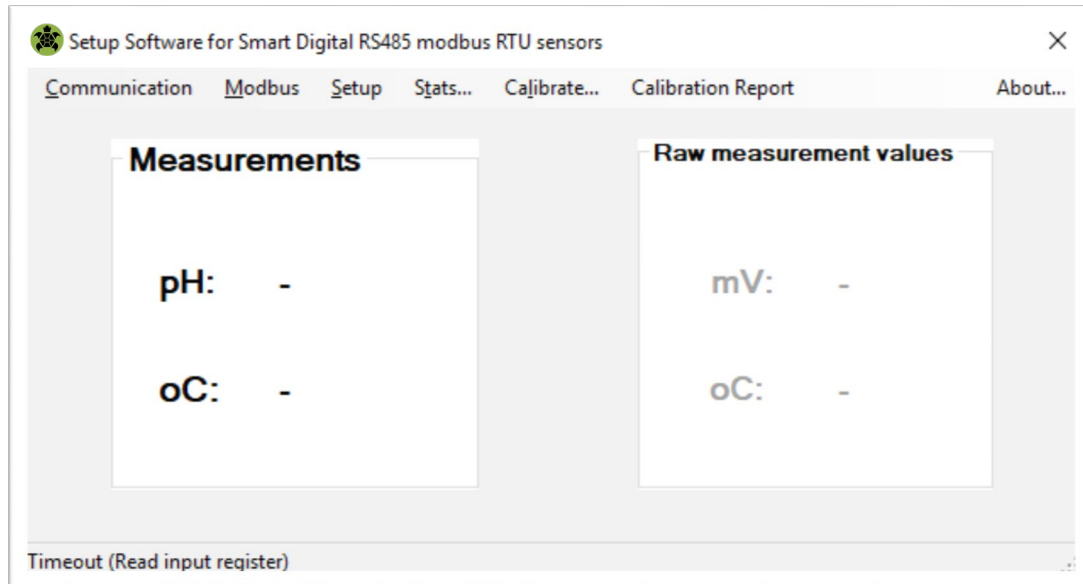 Setup Software for Smart Digital RS485 modbus RTU sensors
Communication Modbus Setup Stats... Calibrate... Calibration Report About...
Measurements
pH: -
oC: -
Raw measurement values
mV: -
oC: -
Timeout (Read input register)